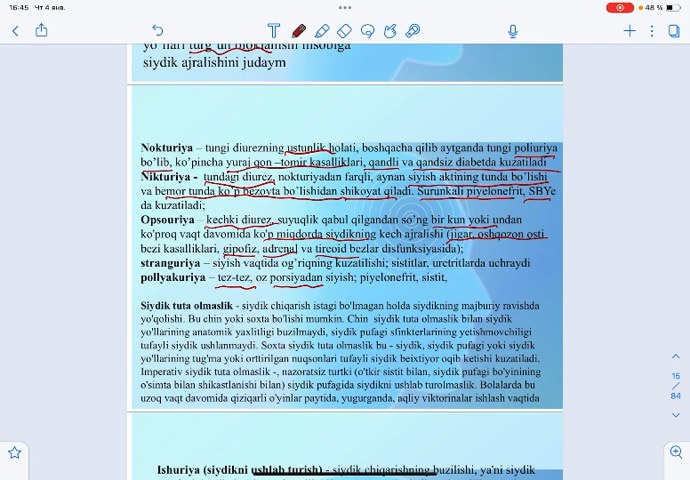 16:45 Чт 4 янв.
48 %
yo'llari turg'un bloklanishi hisobiga
siydik ajralishini judaym
Nokturiya – tungi diurezning ustunlik holati, boshqacha qilib aytganda tungi poliuriya
bo'lib, ko'pincha yuraj qon –tomir kasalliklari, qandli va qandsiz diabetda kuzatiladi
Nikturiya - tundagi diurez, nokturiyadan farqli, aynan siyish aktining tunda bo'lishi
va bemor tunda ko'p bezovta bo'lishidan shikoyat qiladi. Surunkali piyelonefrit, SBYe
da kuzatiladi;
Opsouriya – kechki diurez, suyuqlik qabul qilgandan so'ng bir kun yoki undan
ko'proq vaqt davomida ko'p miqdorda siydikning kech ajralishi (jigar, oshqozon osti
bezi kasalliklari, gipofiz, adrenal va tireoid bezlar disfunksiyasida);
stranguriya – siyish vaqtida og'riqning kuzatilishi; sistitlar, uretritlarda uchraydi
pollyakuriya – tez-tez, oz porsiyadan siyish; piyelonefrit, sistit,
Siydik tuta olmaslik - siydik chiqarish istagi bo'lmagan holda siydikning majburiy ravishda
yo'qolishi. Bu chin yoki soxta bo'lishi mumkin. Chin siydik tuta olmaslik bilan siydik
yo'llarining anatomik yaxlitligi buzilmaydi, siydik pufagi sfinkterlarining yetishmovchiligi
tufayli siydik ushlanmaydi. Soxta siydik tuta olmaslik bu - siydik, siydik pufagi yoki siydik
yo'llarining tug'ma yoki orttirilgan nuqsonlari tufayli siydik beixtiyor oqib ketishi kuzatiladi.
Imperativ siydik tuta olmaslik -, nazoratsiz turtki (o'tkir sistit bilan, siydik pufagi bo'yinining
o'simta bilan shikastlanishi bilan) siydik pufagida siydikni ushlab turolmaslik. Bolalarda bu
uzoq vaqt davomida qiziqarli o'yinlar paytida, yugurganda, aqliy viktorinalar ishlash vaqtida
15
/
84
Ishuriya (siydikni ushlab turish) - siydik chiqarishning buzilishi, ya'ni siydik